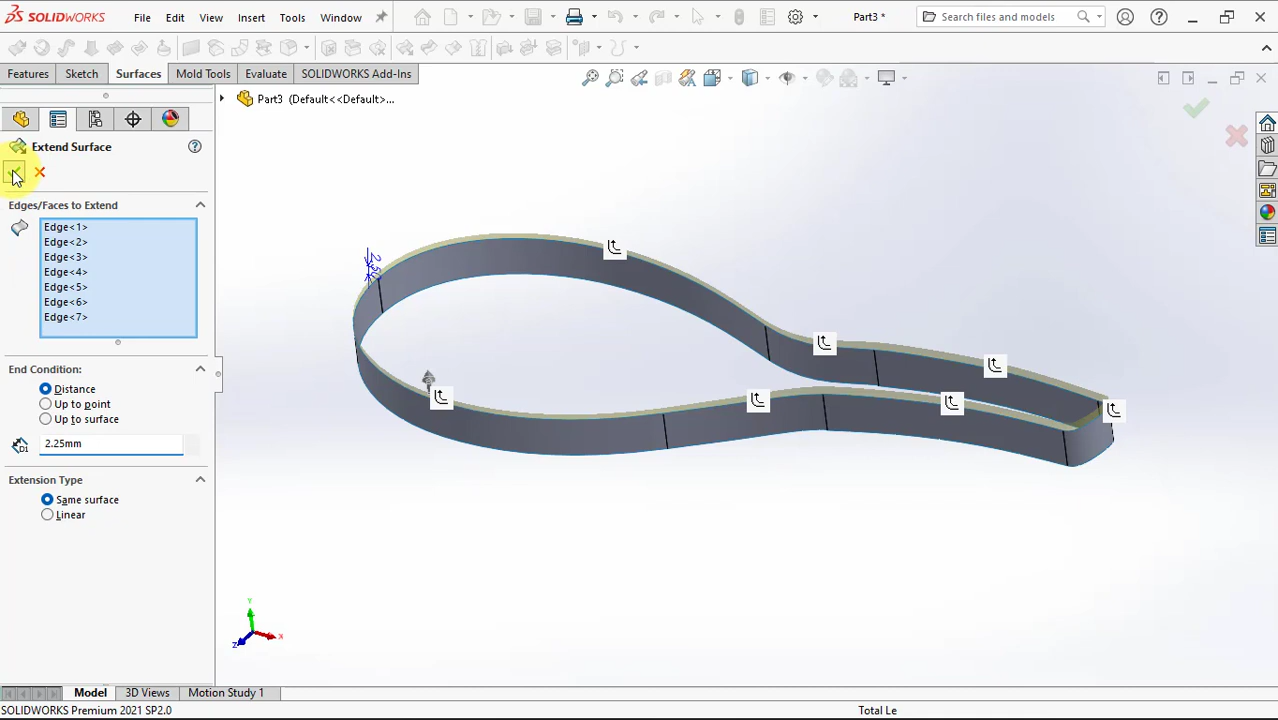 SOLIDWORKS File Edit View Insert Tools Window Part3 * Search files and models
Features Sketch Surfaces Mold Tools Evaluate SOLIDWORKS Add-Ins
Part3 (Default<<Default>...
Extend Surface
Edges/Faces to Extend
Edge<1>
Edge<2>
Edge<3>
Edge<4>
Edge<5>
Edge<6>
Edge<7>
End Condition:
Distance
Up to point
Up to surface
D1 2.25mm
Extension Type
Same surface
Linear
Y
X
Z
Model 3D Views Motion Study 1
SOLIDWORKS Premium 2021 SP2.0 Total Le